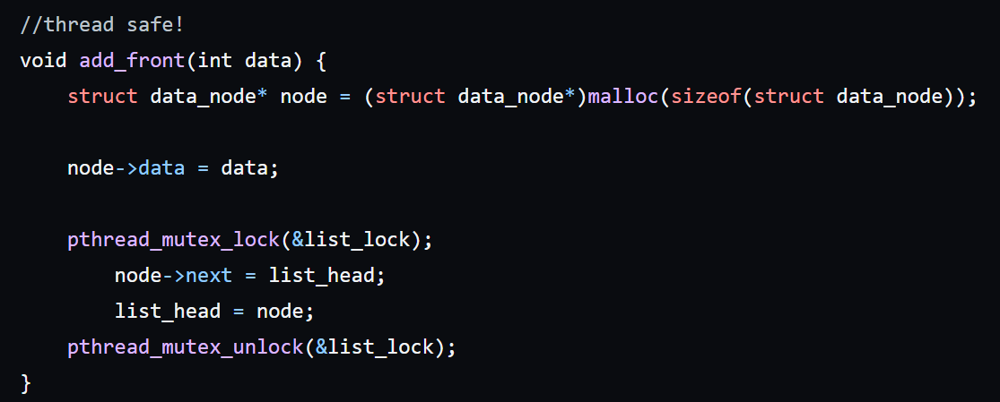 //thread safe!
void add_front(int data) {
    struct data_node* node = (struct data_node*)malloc(sizeof(struct data_node));
    node->data = data;
    pthread_mutex_lock(&list_lock);
        node->next = list_head;
        list_head = node;
    pthread_mutex_unlock(&list_lock);
}